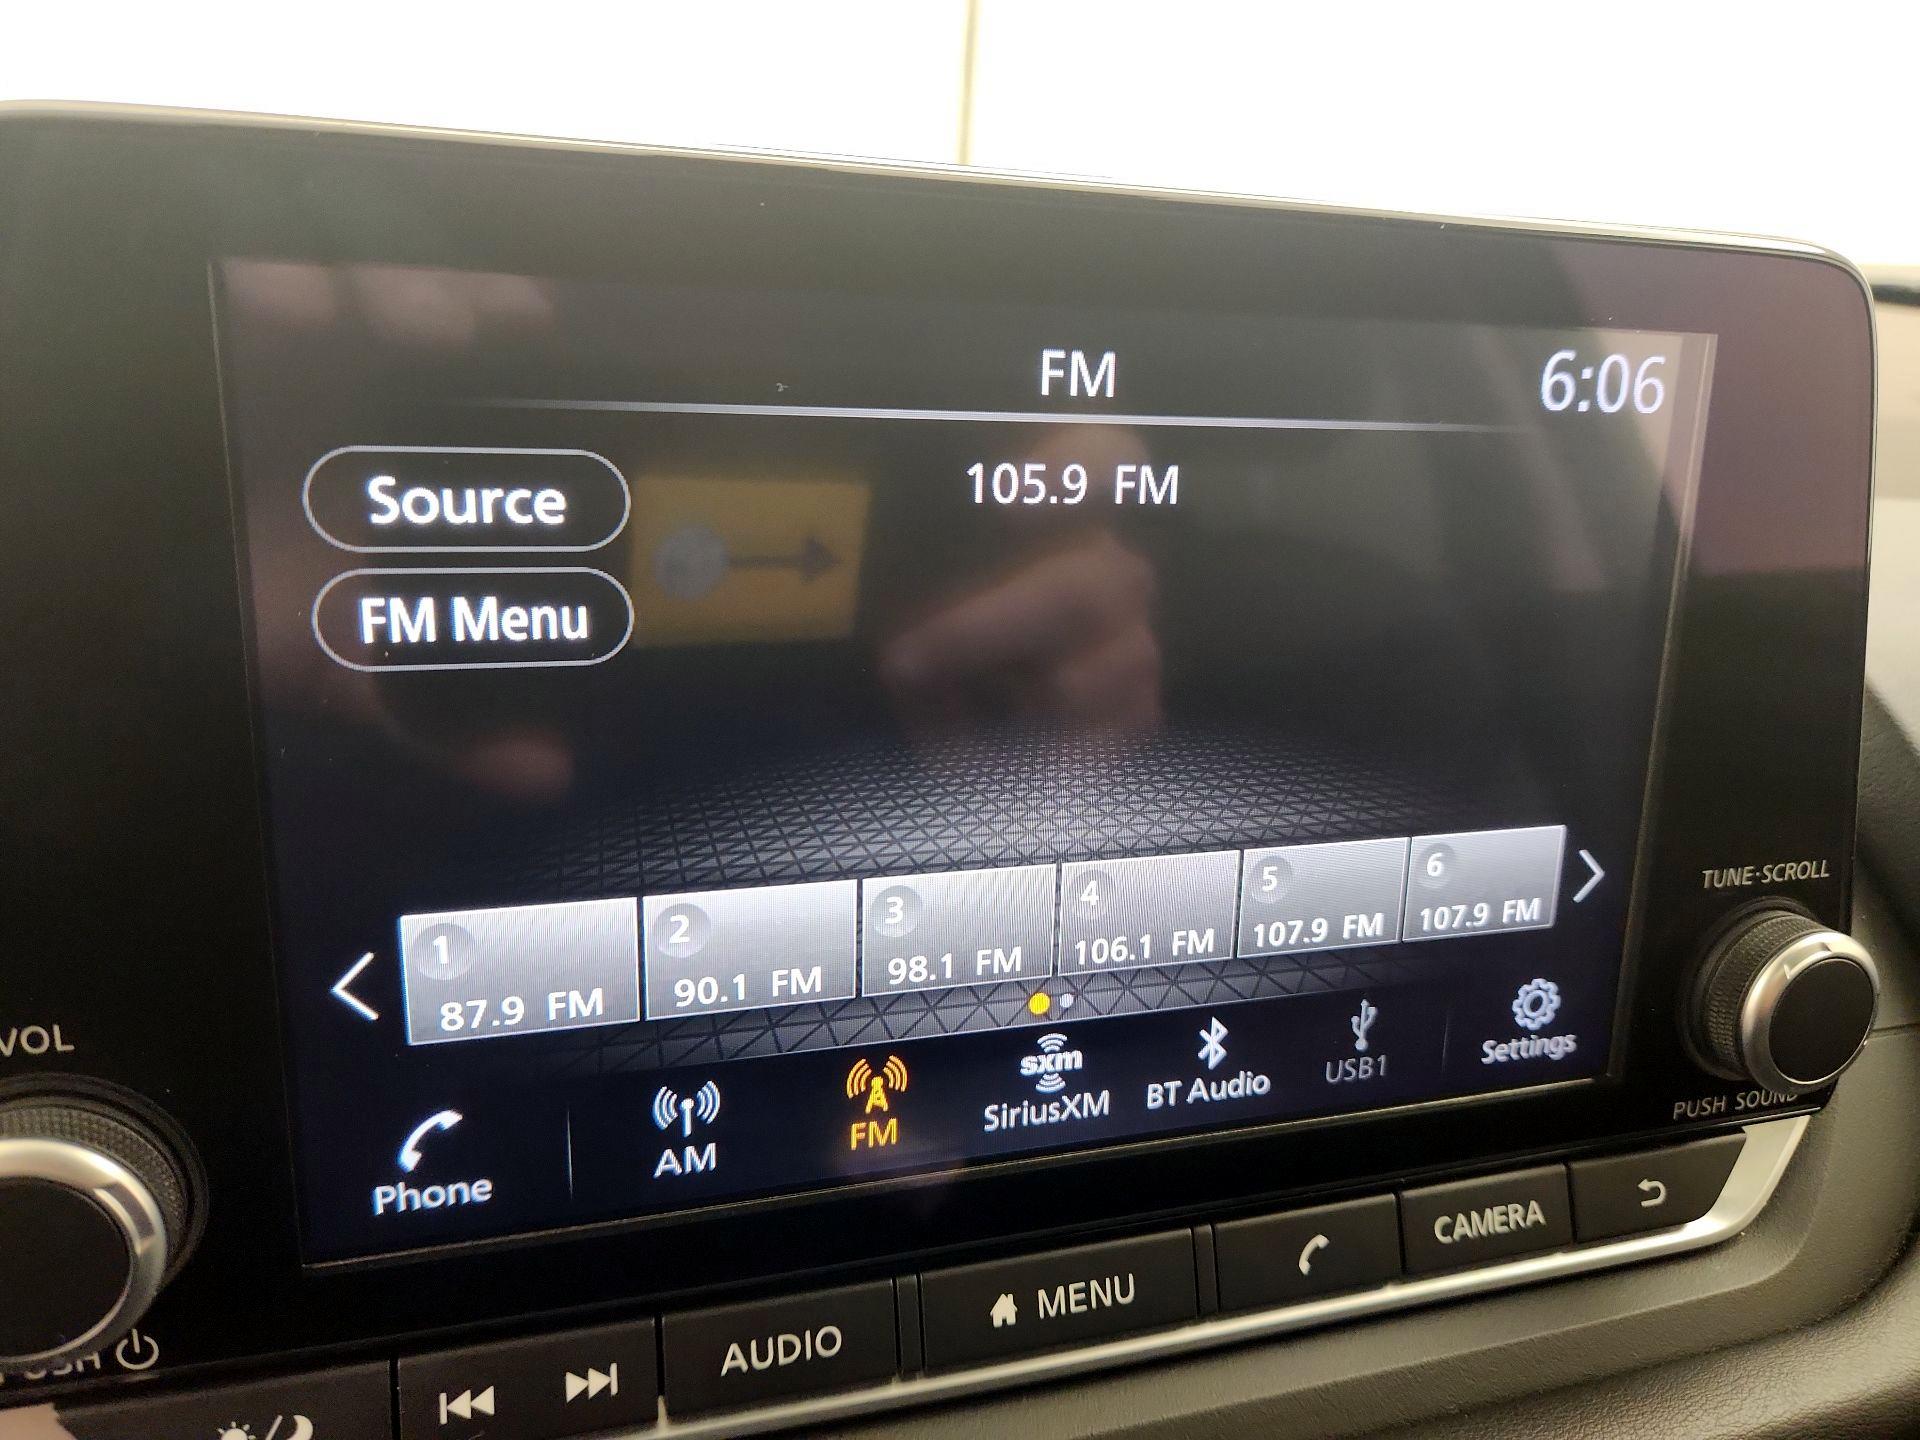 FM
6:06
Source
105.9 FM
FM Menu
1
87.9 FM
2
90.1 FM
3
98.1 FM
4
106.1 FM
5
107.9 FM
6
107.9 FM
TUNE·SCROLL
PUSH SOUND
VOL
Phone
AM
FM
sxm
SiriusXM
BT Audio
USB1
Settings
AUDIO
MENU
CAMERA